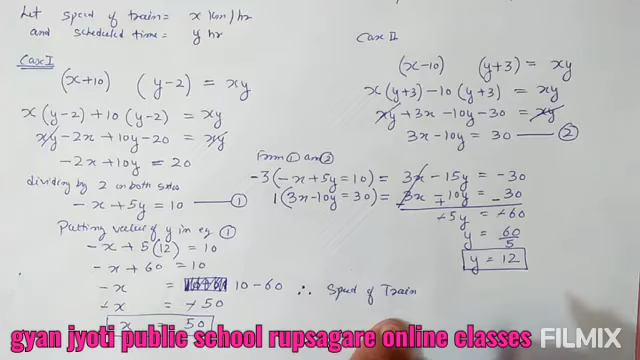 Let speed of train = x km/hr
and scheduled time = y hr
Case I
(x+10) (y-2) = xy
x(y-2)+10(y-2) = xy
xy-2x+10y-20 = xy
-2x+10y = 20
dividing by 2 on both sides
-x+5y = 10 — 1
Putting value of y in eq 1
-x+5(12) = 10
-x+60 = 10
-x = 10-60
-x = -50
x = 50
Case II
(x-10) (y+3) = xy
x(y+3)-10(y+3) = xy
xy+3x-10y-30 = xy
3x-10y = 30 — 2
From 1 and 2
-3(-x+5y=10) = 3x-15y = -30
1(3x-10y=30) = 3x-10y = 30
-5y = -60
y = 60/5
y = 12
∴ Speed of Train
gyan jyoti public school rupsagare online classes
FILMIX